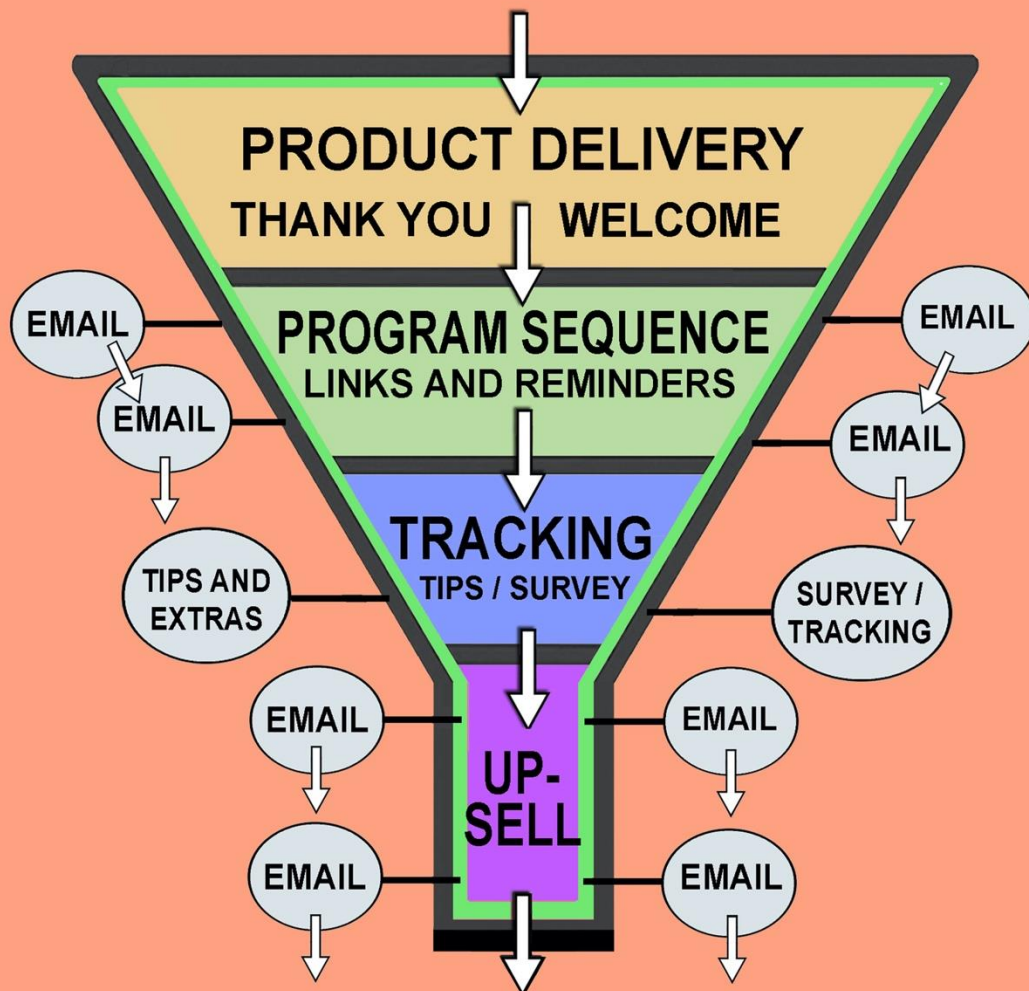 PRODUCT DELIVERY
THANK YOU WELCOME
EMAIL
PROGRAM SEQUENCE
LINKS AND REMINDERS
EMAIL
EMAIL
EMAIL
TRACKING
TIPS / SURVEY
TIPS AND
EXTRAS
SURVEY /
TRACKING
EMAIL
EMAIL
UP-
SELL
EMAIL
EMAIL